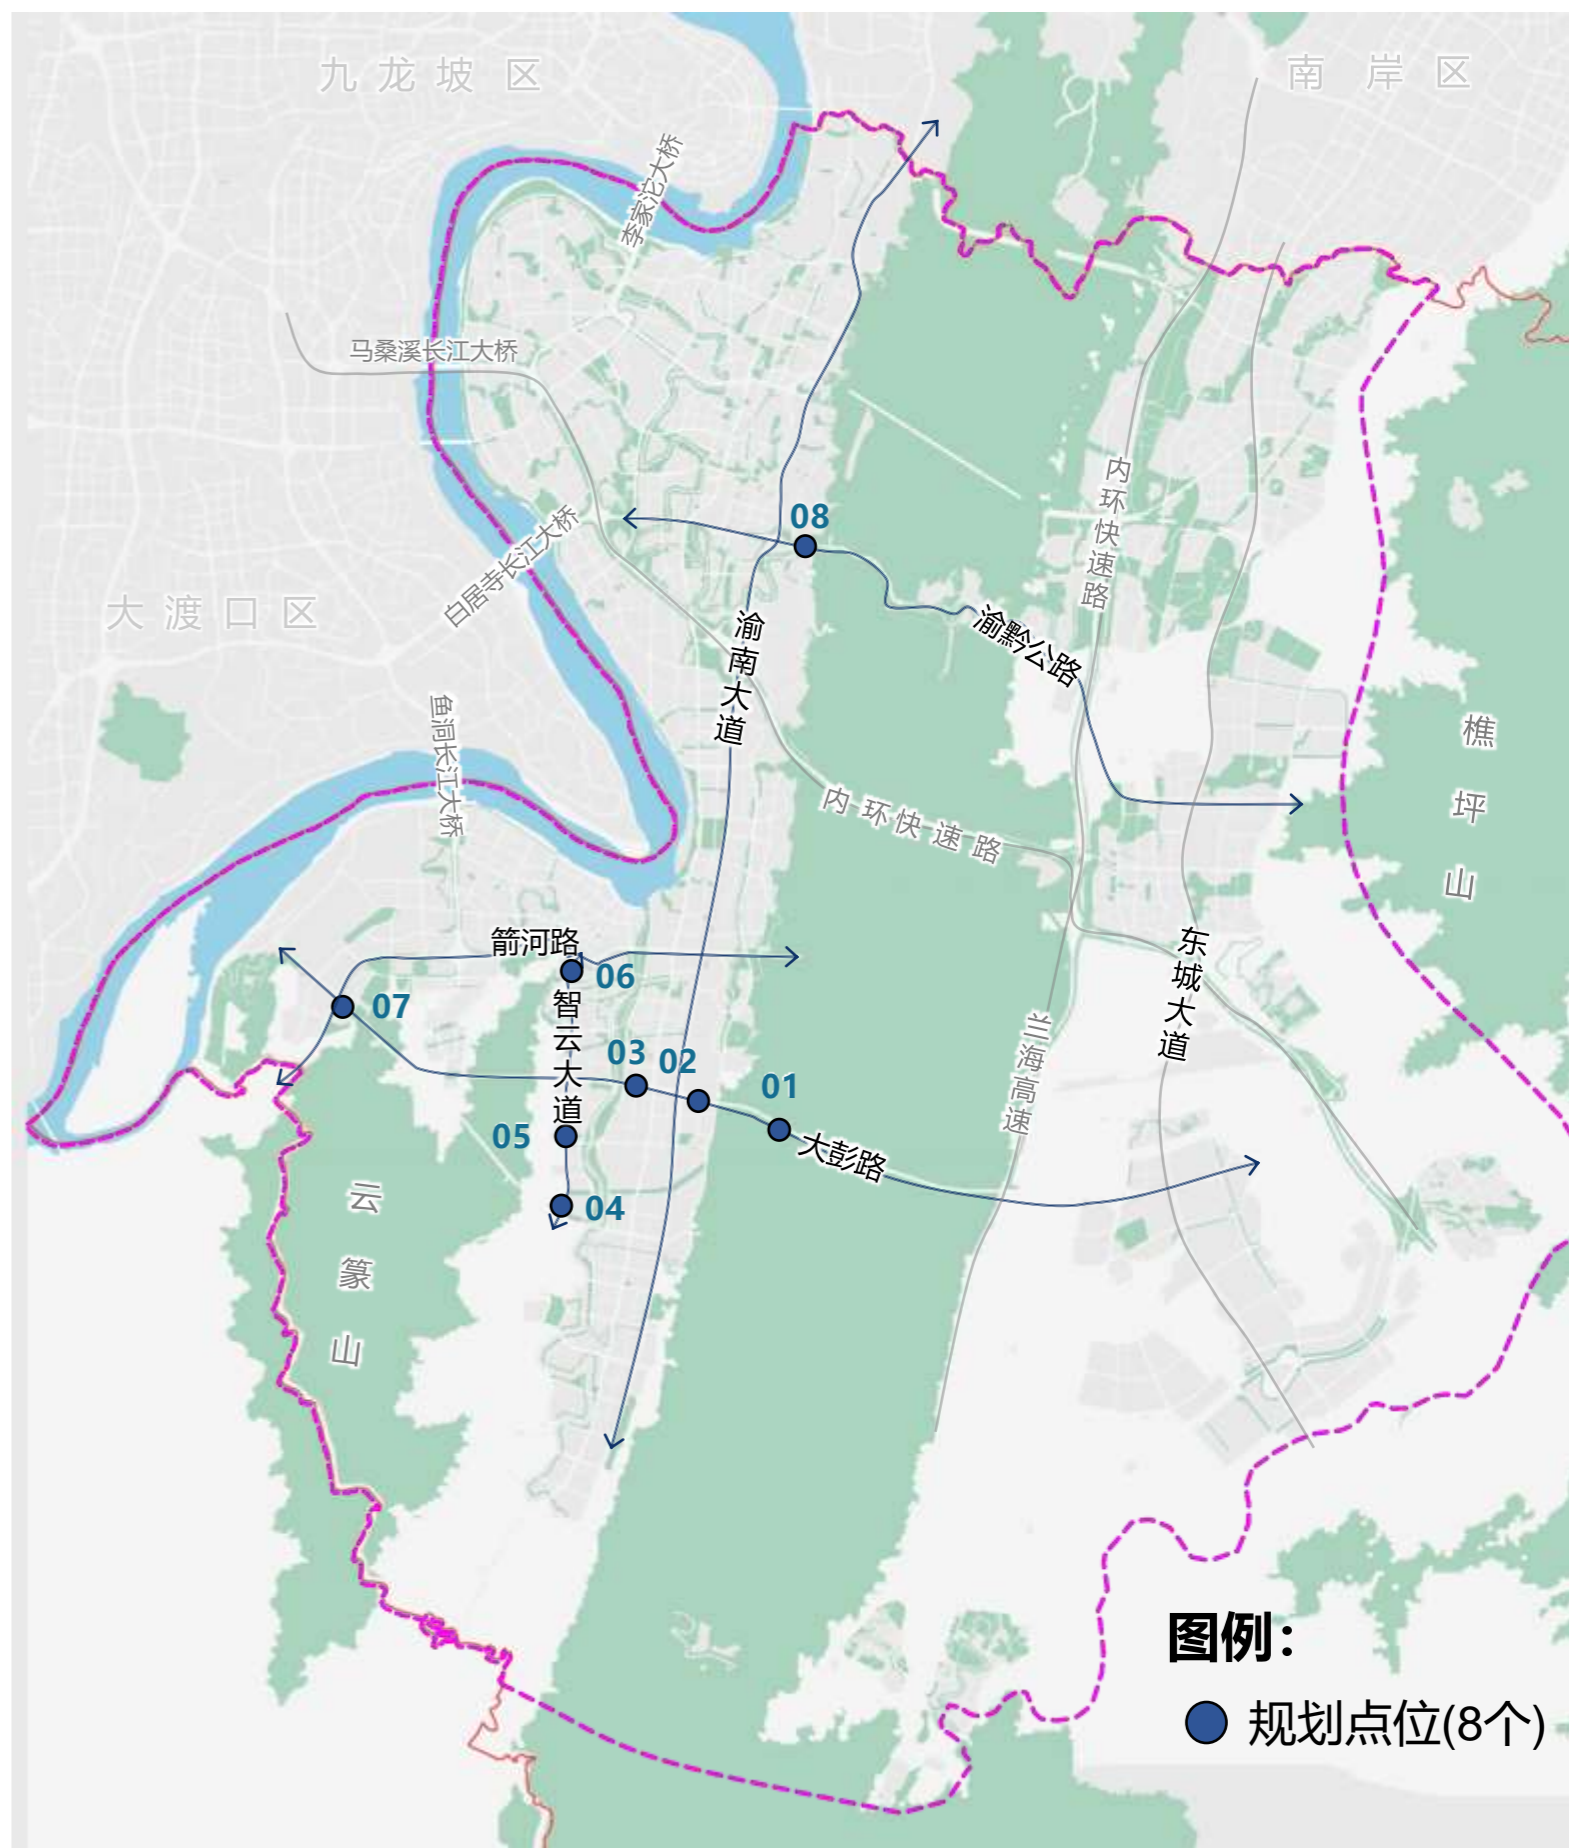 九龙坡区
南岸区
李家沱大桥
马桑溪长江大桥
内环快速路
08
白居寺长江大桥
大渡口区
渝南大道
渝黔公路
鱼洞长江大桥
樵坪山
内环快速路
箭河路
06
东城大道
07
智云大道
03
02
01
兰海高速
05
大彭路
04
云篆山
图例：
规划点位(8个)